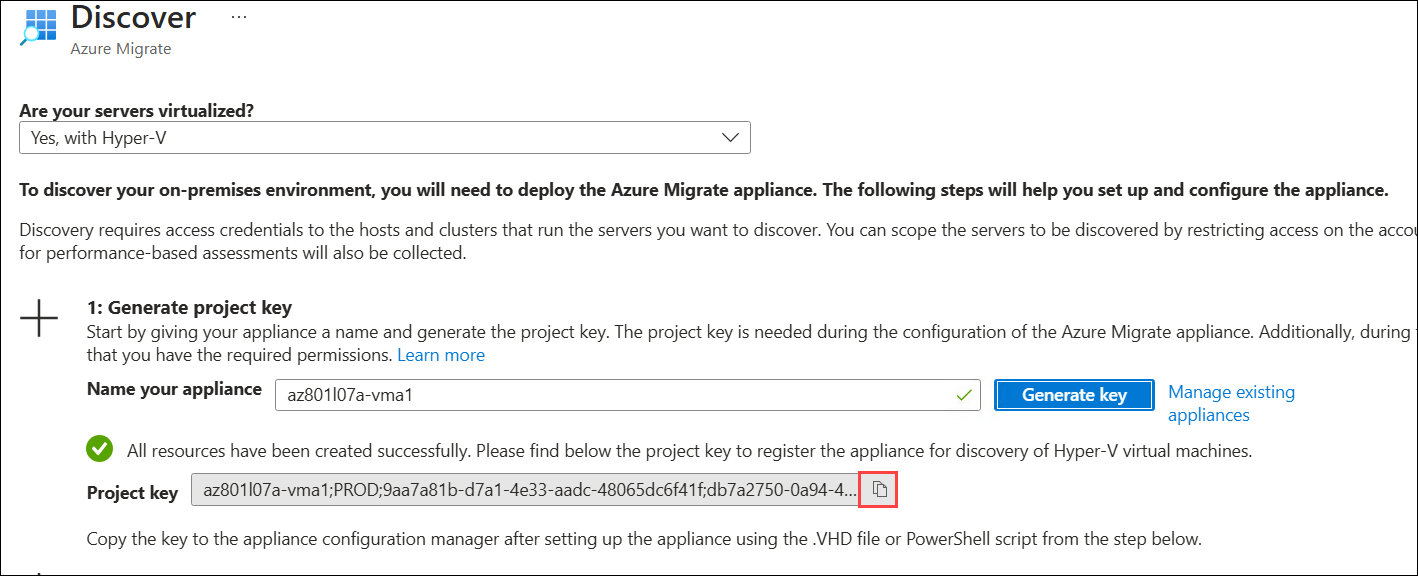 Discover ...
Azure Migrate
Are your servers virtualized?
Yes, with Hyper-V
To discover your on-premises environment, you will need to deploy the Azure Migrate appliance. The following steps will help you set up and configure the appliance.
Discovery requires access credentials to the hosts and clusters that run the servers you want to discover. You can scope the servers to be discovered by restricting access on the accou
for performance-based assessments will also be collected.
1: Generate project key
Start by giving your appliance a name and generate the project key. The project key is needed during the configuration of the Azure Migrate appliance. Additionally, during
that you have the required permissions. Learn more
Name your appliance az801l07a-vma1 Generate key Manage existing
appliances
All resources have been created successfully. Please find below the project key to register the appliance for discovery of Hyper-V virtual machines.
Project key az801l07a-vma1;PROD;9aa7a81b-d7a1-4e33-aadc-48065dc6f41f;db7a2750-0a94-4...
Copy the key to the appliance configuration manager after setting up the appliance using the .VHD file or PowerShell script from the step below.